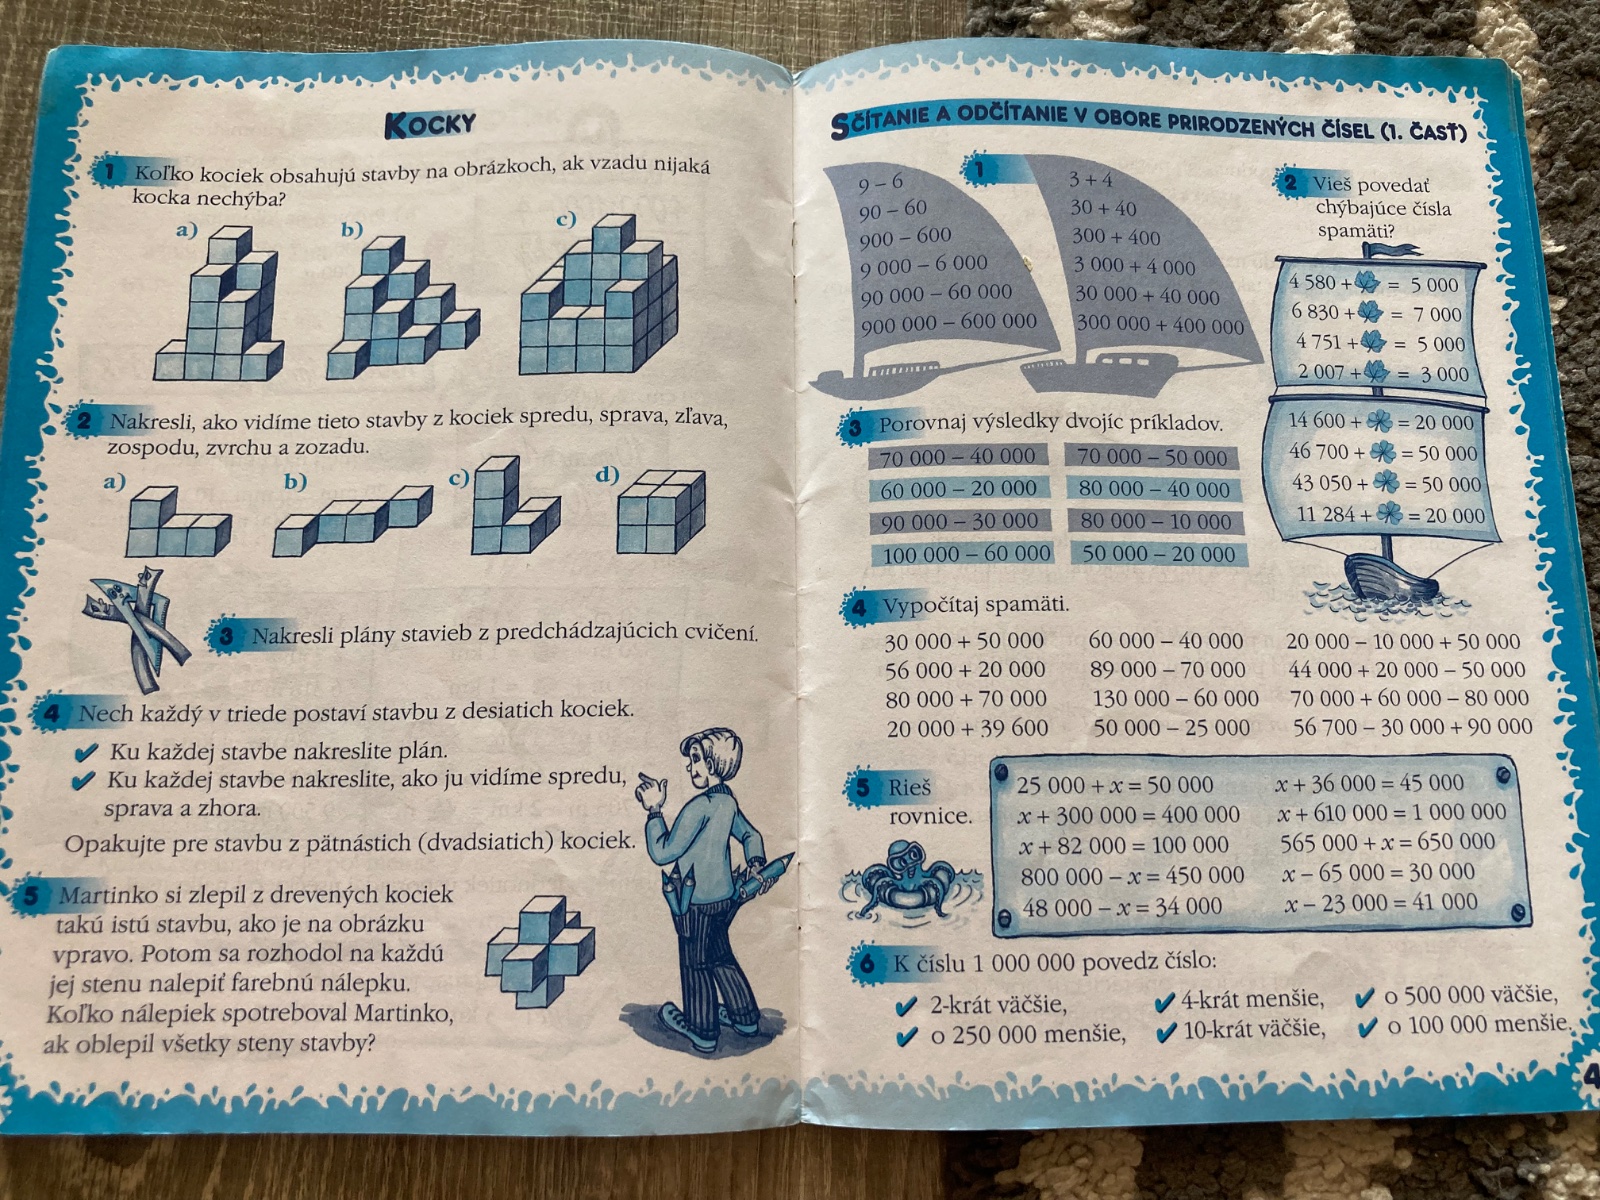 KOCKY
1 Koľko kociek obsahujú stavby na obrázkoch, ak vzadu nijaká
kocka nechýba?
a) b) c)
2 Nakresli, ako vidíme tieto stavby z kociek spredu, sprava, zľava,
zospodu, zvrchu a zozadu.
a) b) c) d)
3 Nakresli plány stavieb z predchádzajúcich cvičení.
4 Nech každý v triede postaví stavbu z desiatich kociek.
✔ Ku každej stavbe nakreslite plán.
✔ Ku každej stavbe nakreslite, ako ju vidíme spredu,
sprava a zhora.
Opakujte pre stavbu z pätnástich (dvadsiatich) kociek.
5 Martinko si zlepil z drevených kociek
takú istú stavbu, ako je na obrázku
vpravo. Potom sa rozhodol na každú
jej stenu nalepiť farebnú nálepku.
Koľko nálepiek spotreboval Martinko,
ak oblepil všetky steny stavby?
SČÍTANIE A ODČÍTANIE V OBORE PRIRODZENÝCH ČÍSEL (1. ČASŤ)
1
9 – 6
90 – 60
900 – 600
9 000 – 6 000
90 000 – 60 000
900 000 – 600 000
3 + 4
30 + 40
300 + 400
3 000 + 4 000
30 000 + 40 000
300 000 + 400 000
2 Vieš povedať
chýbajúce čísla
spamäti?
4 580 + = 5 000
6 830 + = 7 000
4 751 + = 5 000
2 007 + = 3 000
14 600 + = 20 000
46 700 + = 50 000
43 050 + = 50 000
11 284 + = 20 000
3 Porovnaj výsledky dvojíc príkladov.
70 000 – 40 000 70 000 – 50 000
60 000 – 20 000 80 000 – 40 000
90 000 – 30 000 80 000 – 10 000
100 000 – 60 000 50 000 – 20 000
4 Vypočítaj spamäti.
30 000 + 50 000 60 000 – 40 000 20 000 – 10 000 + 50 000
56 000 + 20 000 89 000 – 70 000 44 000 + 20 000 – 50 000
80 000 + 70 000 130 000 – 60 000 70 000 + 60 000 – 80 000
20 000 + 39 600 50 000 – 25 000 56 700 – 30 000 + 90 000
5 Rieš
rovnice.
25 000 + x = 50 000 x + 36 000 = 45 000
x + 300 000 = 400 000 x + 610 000 = 1 000 000
x + 82 000 = 100 000 565 000 + x = 650 000
800 000 – x = 450 000 x – 65 000 = 30 000
48 000 – x = 34 000 x – 23 000 = 41 000
6 K číslu 1 000 000 povedz číslo:
✔ 2-krát väčšie, ✔ 4-krát menšie, ✔ o 500 000 väčšie,
✔ o 250 000 menšie, ✔ 10-krát väčšie, ✔ o 100 000 menšie.